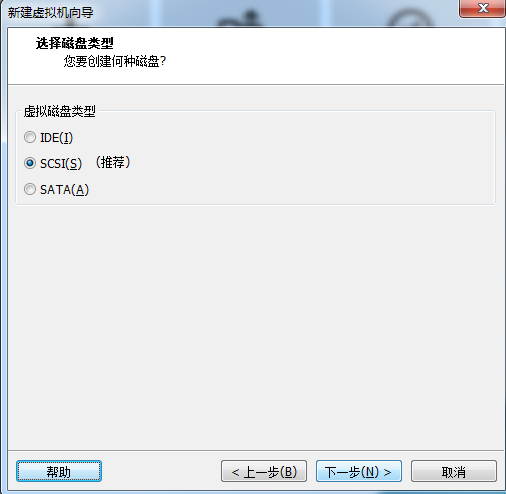 新建虚拟机向导
选择磁盘类型
您要创建何种磁盘?
虚拟磁盘类型
IDE(I)
SCSI(S) （推荐）
SATA(A)
帮助 < 上一步(B) 下一步(N) > 取消